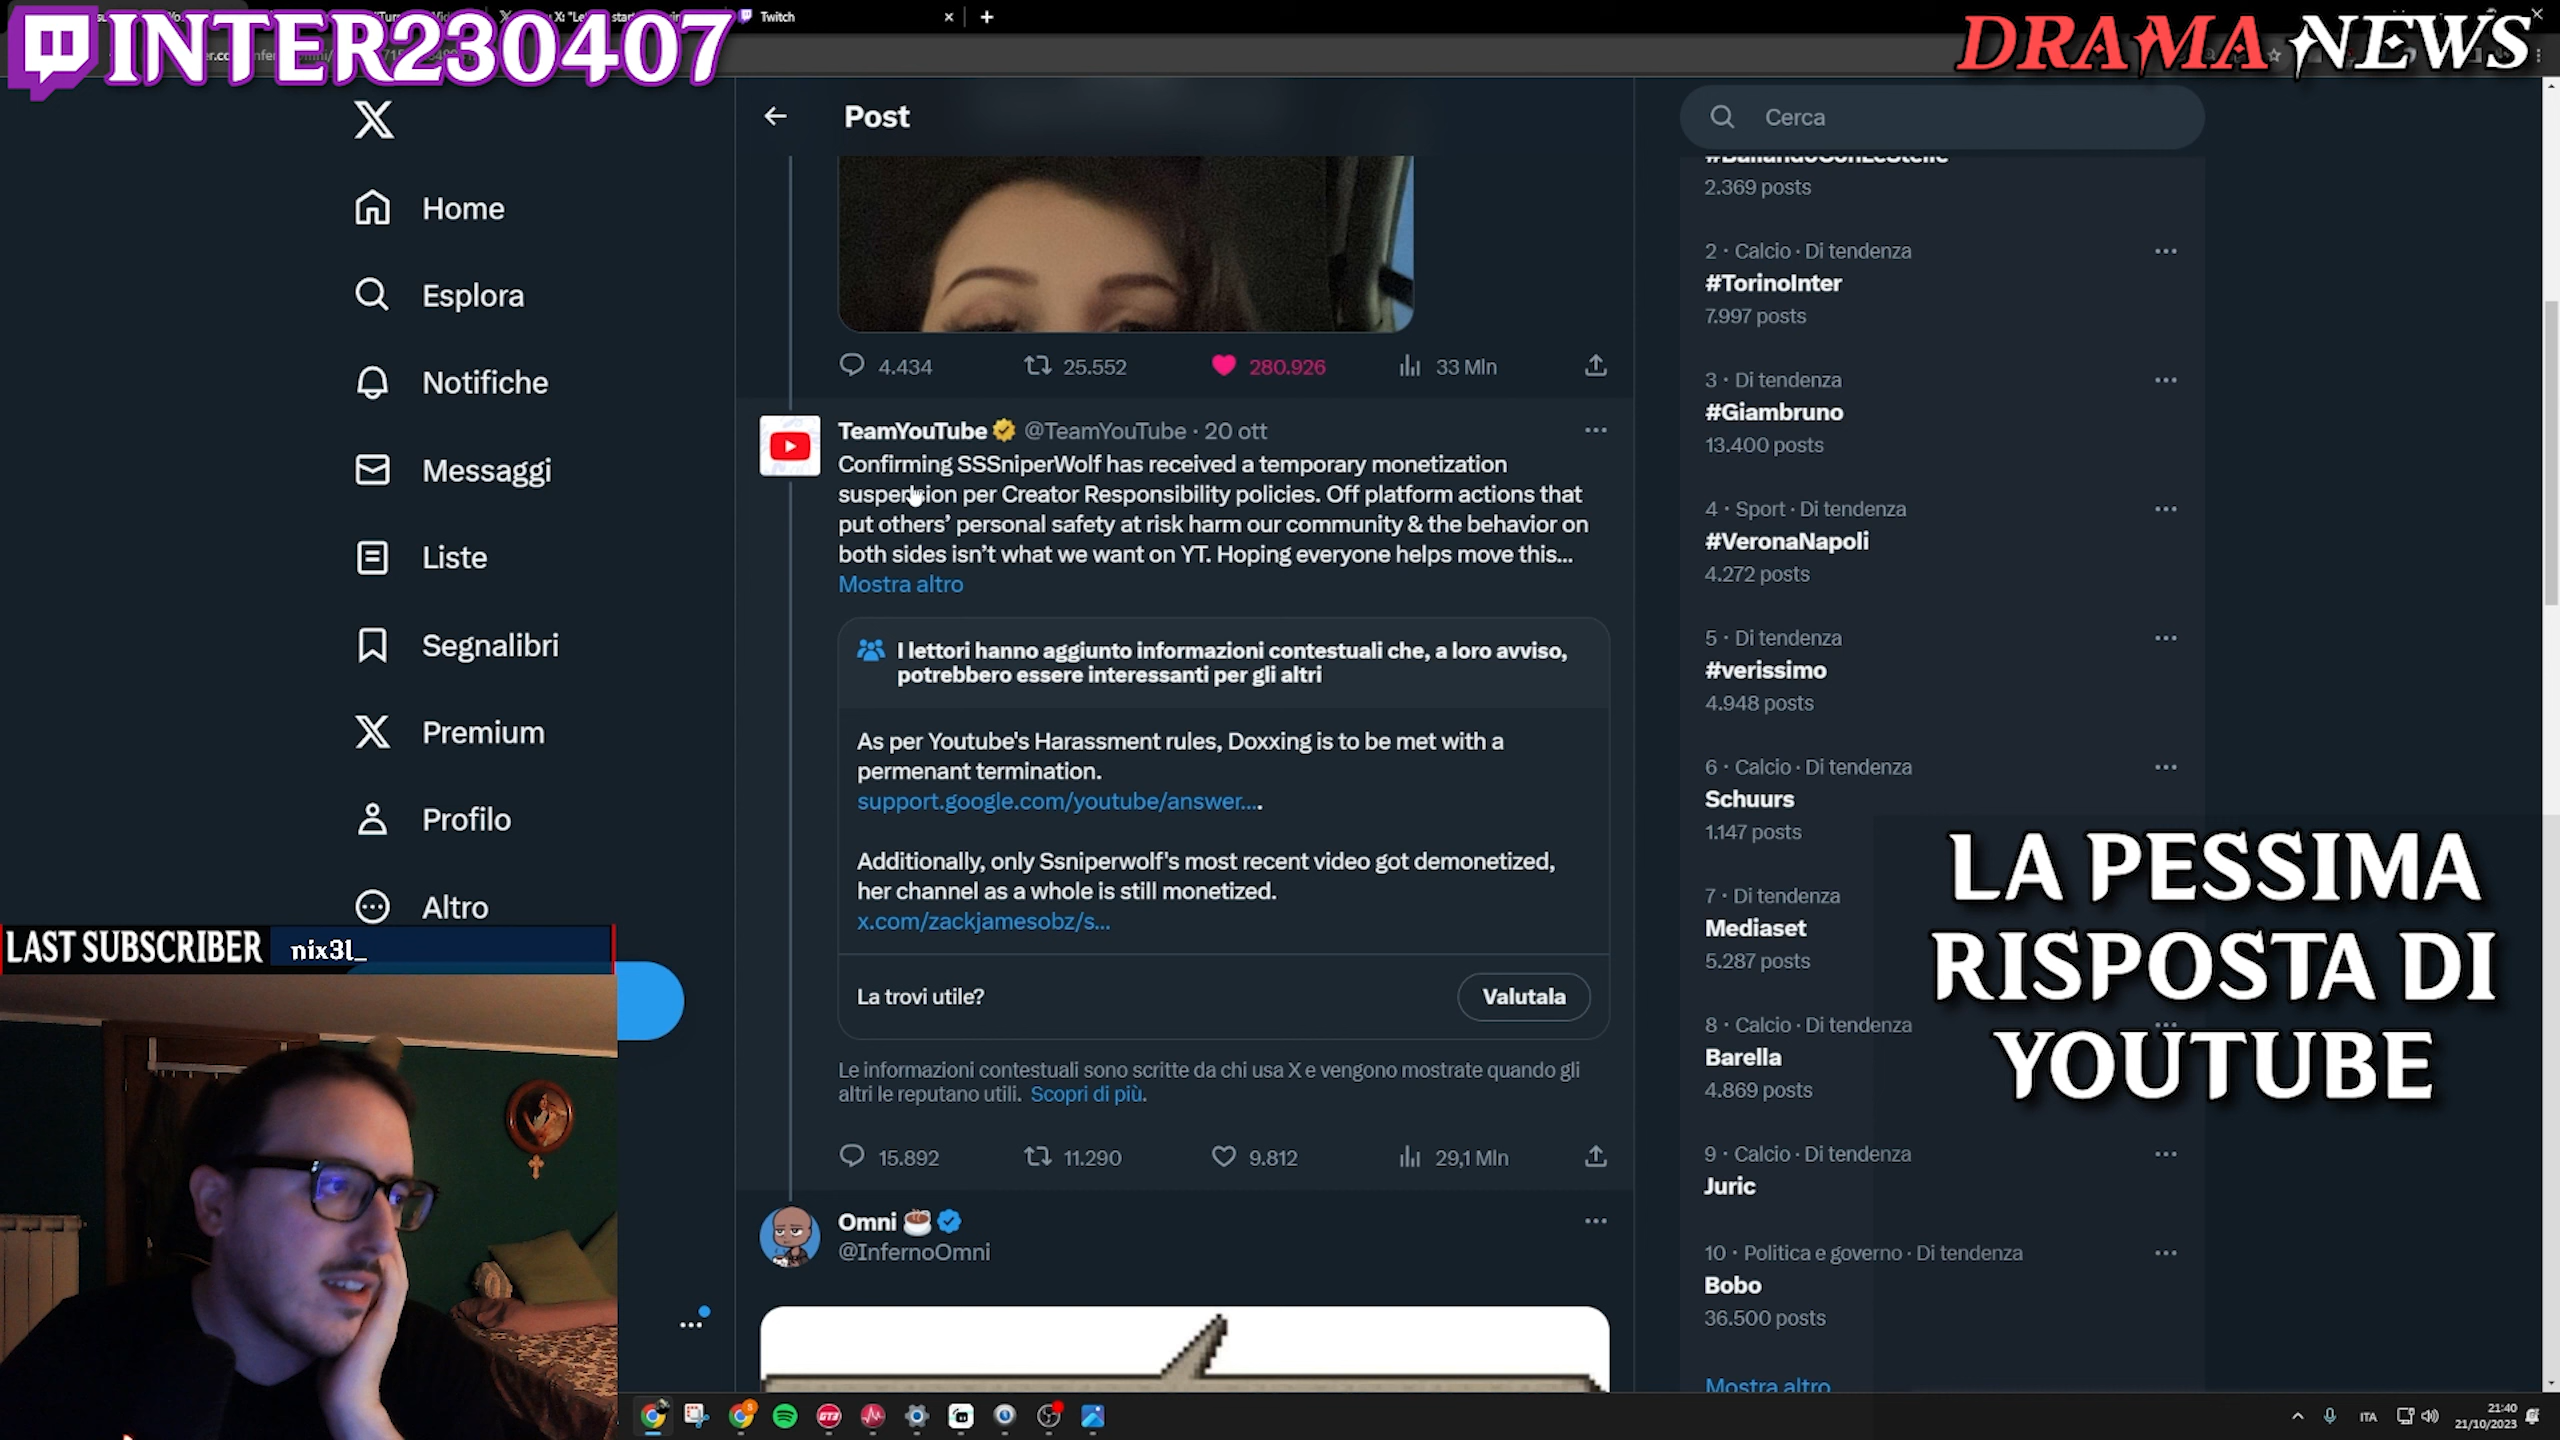 INTER230407
Twitch
DRAMA NEWS
Post
Cerca
Home
Esplora
Notifiche
Messaggi
Liste
Segnalibri
Premium
Profilo
Altro
LAST SUBSCRIBER nix3l_
4.434 25.552 280.926 33 Mln
TeamYouTube @TeamYouTube · 20 ott
Confirming SSSniperWolf has received a temporary monetization
suspension per Creator Responsibility policies. Off platform actions that
put others’ personal safety at risk harm our community & the behavior on
both sides isn’t what we want on YT. Hoping everyone helps move this...
Mostra altro
I lettori hanno aggiunto informazioni contestuali che, a loro avviso,
potrebbero essere interessanti per gli altri
As per Youtube's Harassment rules, Doxxing is to be met with a
permenant termination.
support.google.com/youtube/answer....
Additionally, only Ssniperwolf's most recent video got demonetized,
her channel as a whole is still monetized.
x.com/zackjamesobz/s...
La trovi utile?
Valutala
Le informazioni contestuali sono scritte da chi usa X e vengono mostrate quando gli
altri le reputano utili. Scopri di più.
15.892 11.290 9.812 29,1 Mln
Omni
@InfernoOmni
#BallandoConLeStelle
2.369 posts
2 · Calcio · Di tendenza
#TorinoInter
7.997 posts
3 · Di tendenza
#Giambruno
13.400 posts
4 · Sport · Di tendenza
#VeronaNapoli
4.272 posts
5 · Di tendenza
#verissimo
4.948 posts
6 · Calcio · Di tendenza
Schuurs
1.147 posts
7 · Di tendenza
Mediaset
5.287 posts
8 · Calcio · Di tendenza
Barella
4.869 posts
9 · Calcio · Di tendenza
Juric
10 · Politica e governo · Di tendenza
Bobo
36.500 posts
Mostra altro
LA PESSIMA
RISPOSTA DI
YOUTUBE
ITA
21:40
21/10/2023